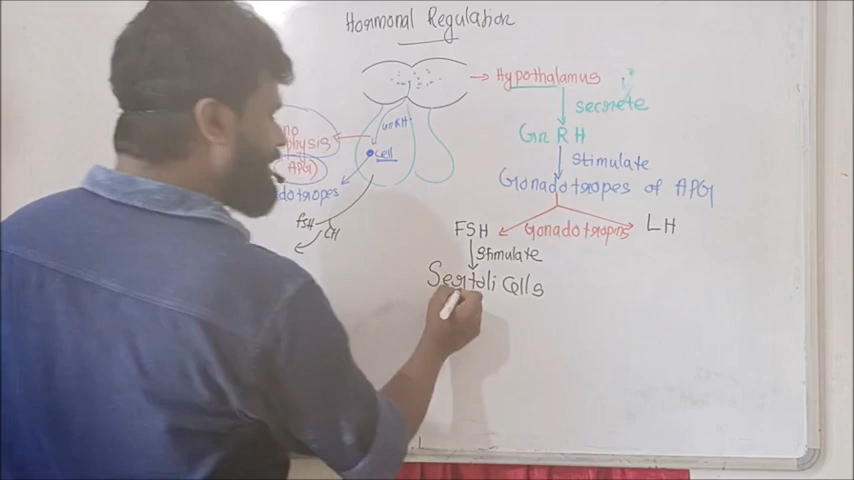 Hormonal Regulation
Hypothalamus
secrete
GnRH
GnRH
cell
APG
stimulate
Gonadotropes of APG
FSH
LH
FSH
Gonadotropins
LH
stimulate
Sertoli Cells